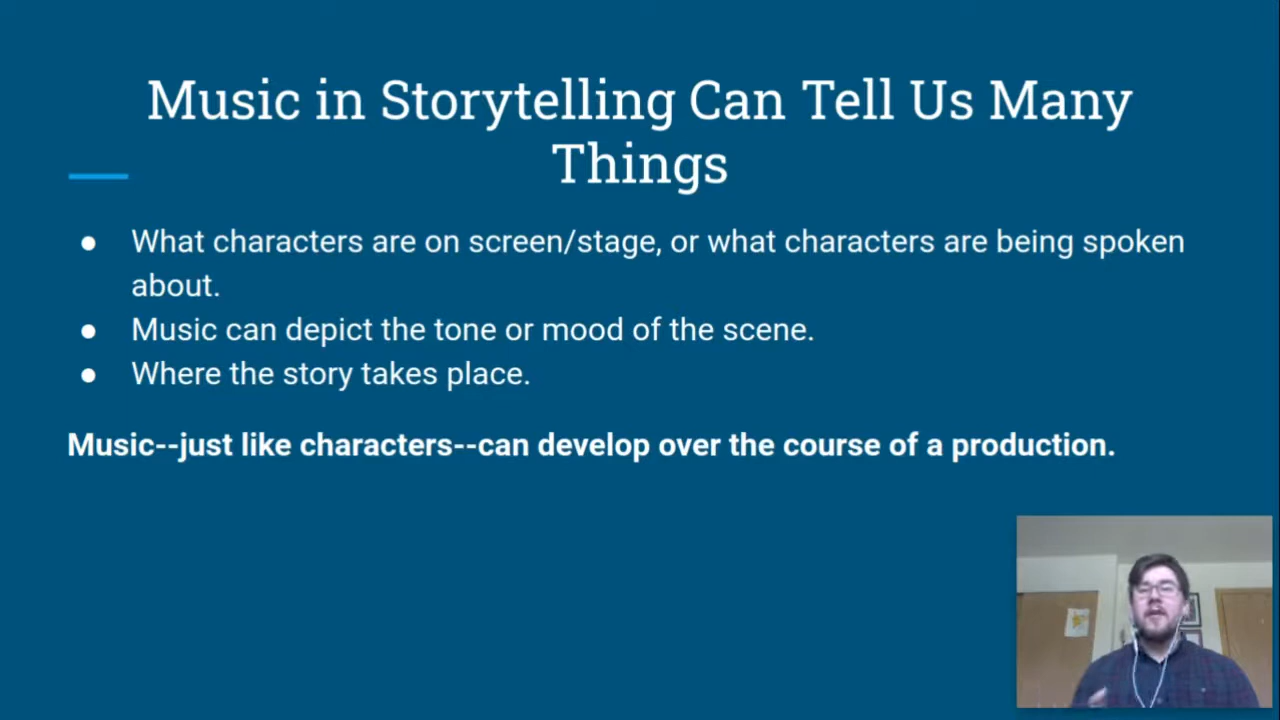 Music in Storytelling Can Tell Us Many
Things
● What characters are on screen/stage, or what characters are being spoken
about.
● Music can depict the tone or mood of the scene.
● Where the story takes place.
Music--just like characters--can develop over the course of a production.